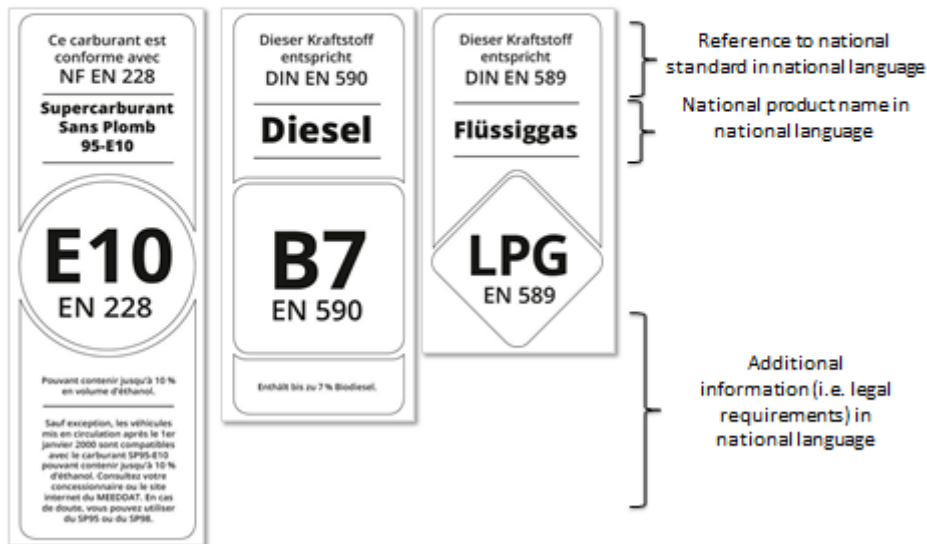 Ce carburant est
conforme avec
NF EN 228
Supercarburant
Sans Plomb
95-E10
E10
EN 228
Pouvant contenir jusqu'à 10 %
en volume d'éthanol.
Sauf exception, les véhicules
mis en circulation après le 1er
janvier 2000 sont compatibles
avec le carburant SP95-E10
pouvant contenir jusqu'à 10 %
d'éthanol. Consultez votre
concessionnaire ou le site
internet du MEEDDAT. En cas
de doute, vous pouvez utiliser
du SP95 ou du SP98.
Dieser Kraftstoff
entspricht
DIN EN 590
Diesel
B7
EN 590
Enthält bis zu 7 % Biodiesel.
Dieser Kraftstoff
entspricht
DIN EN 589
Flüssiggas
LPG
EN 589
Reference to national
standard in national language
National product name in
national language
Additional
information (i.e. legal
requirements) in
national language